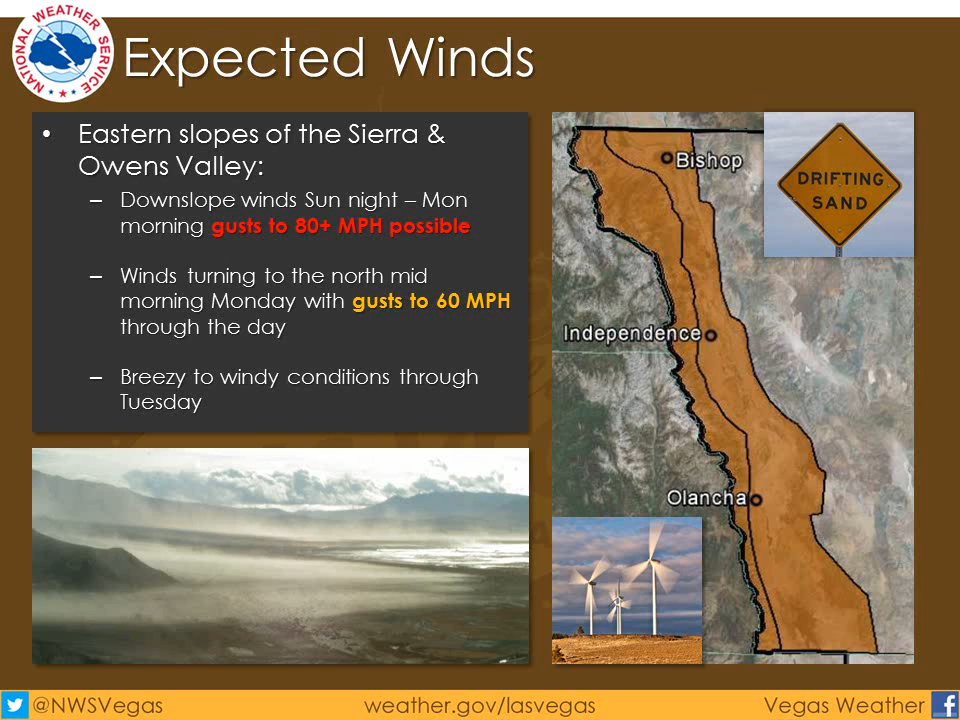 NATIONAL WEATHER SERVICE
Expected Winds
• Eastern slopes of the Sierra &
Owens Valley:
– Downslope winds Sun night – Mon
morning gusts to 80+ MPH possible
– Winds turning to the north mid
morning Monday with gusts to 60 MPH
through the day
– Breezy to windy conditions through
Tuesday
Bishop
DRIFTING
SAND
Independence
Olancha
@NWSVegas
weather.gov/lasvegas
Vegas Weather